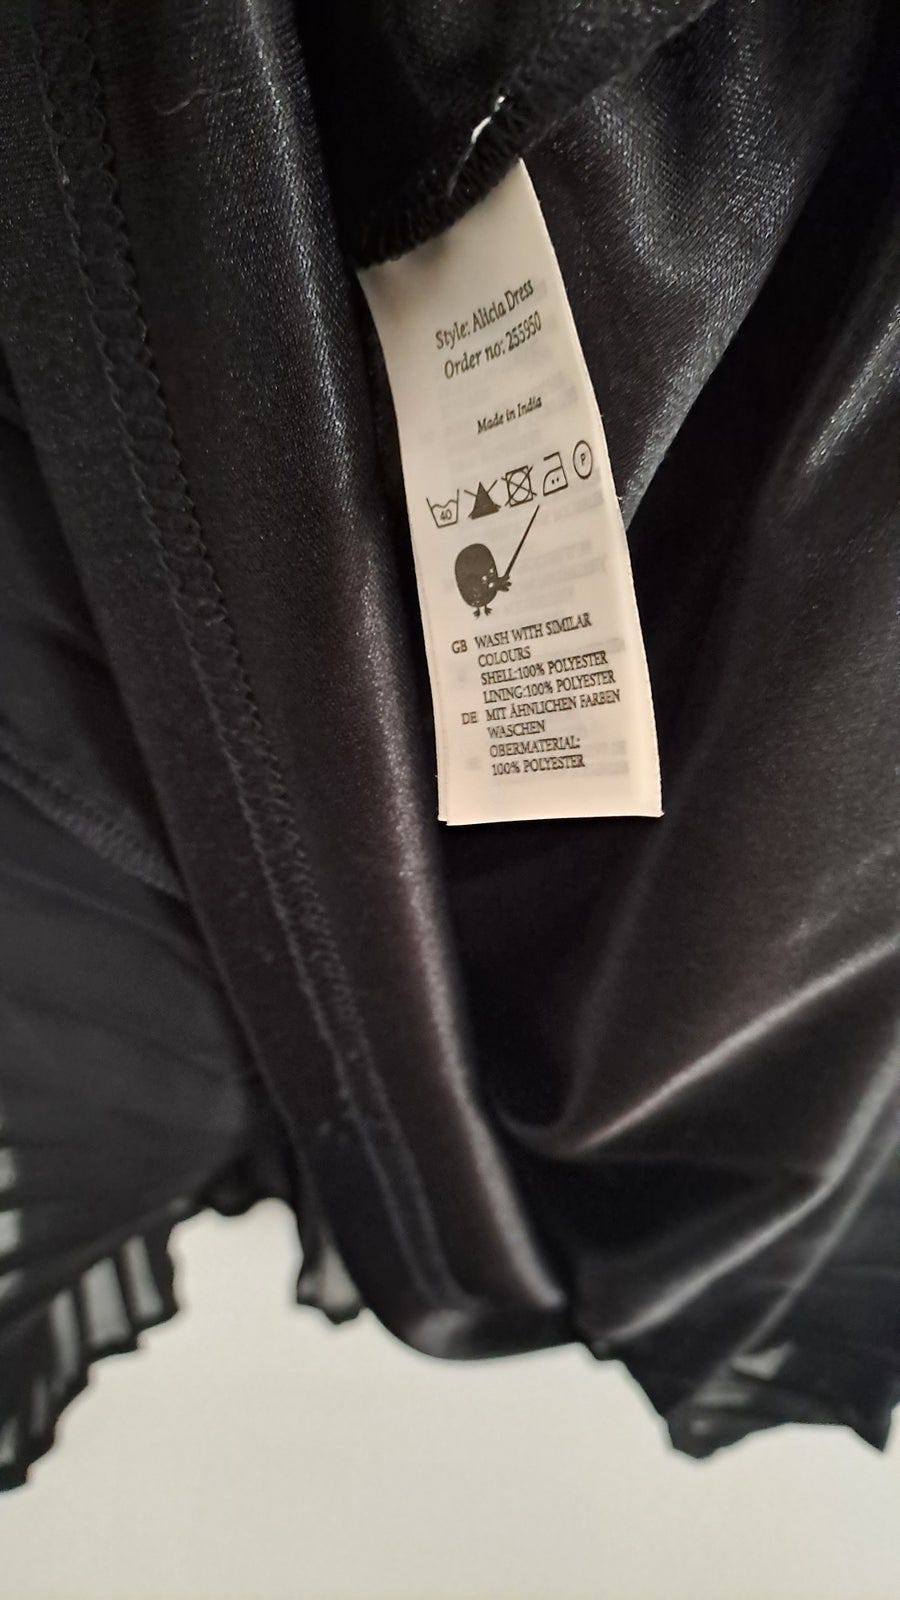 Style: Alicia Dress
Order no: 255950
Made in India
40
P
GB WASH WITH SIMILAR
COLOURS
SHELL:100% POLYESTER
LINING:100% POLYESTER
DE MIT ÄHNLICHEN FARBEN
WASCHEN
OBERMATERIAL:
100% POLYESTER